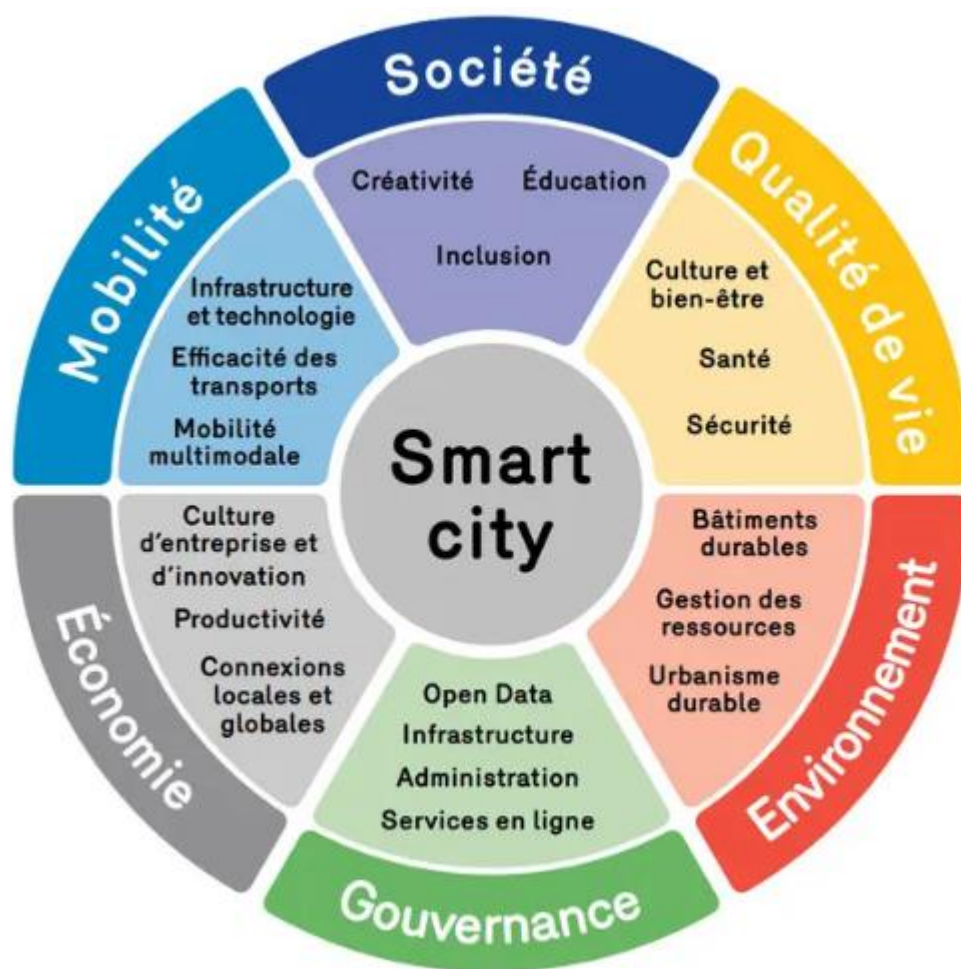 Société
Créativité
Éducation
Inclusion
Qualité de vie
Culture et
bien-être
Santé
Sécurité
Environnement
Bâtiments
durables
Gestion des
ressources
Urbanisme
durable
Gouvernance
Open Data
Infrastructure
Administration
Services en ligne
Économie
Culture
d'entreprise et
d'innovation
Productivité
Connexions
locales et
globales
Mobilité
Infrastructure
et technologie
Efficacité des
transports
Mobilité
multimodale
Smart
city